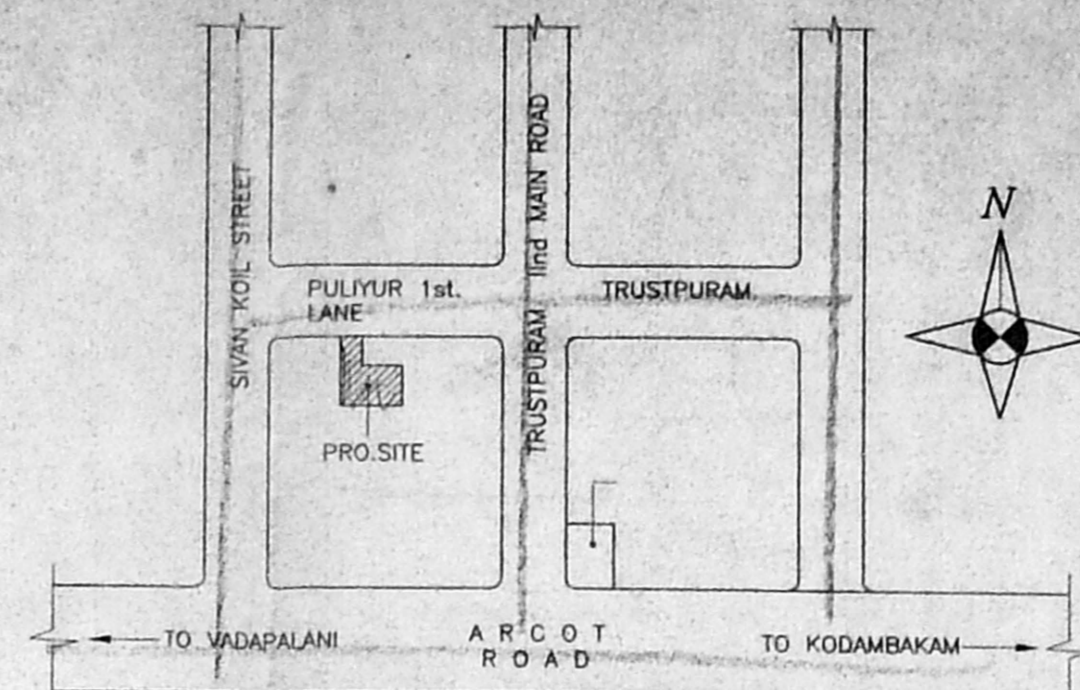 N
SIVAN KOIL STREET
TRUSTPURAM IInd MAIN ROAD
PULIYUR 1st.
LANE
TRUSTPURAM
PRO.SITE
TO VADAPALANI
ARCOT
ROAD
TO KODAMBAKAM